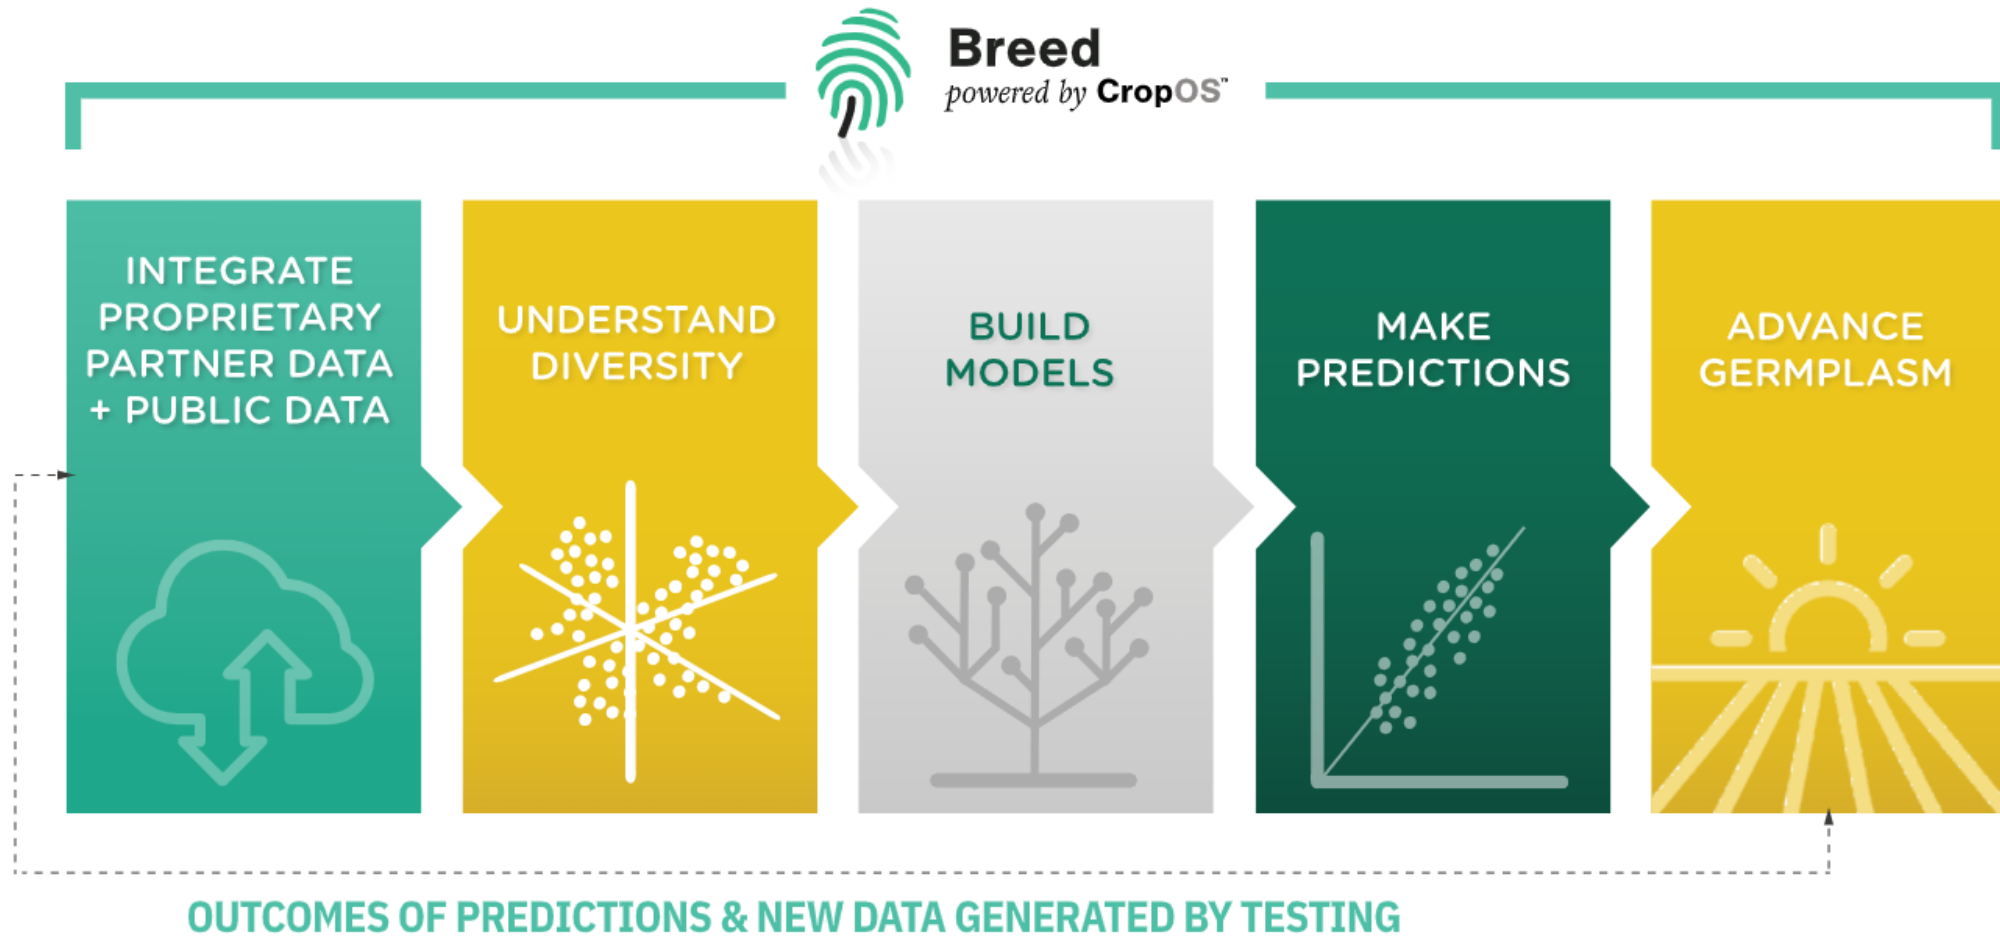 Breed
powered by CropOS™
INTEGRATE
PROPRIETARY
PARTNER DATA
+ PUBLIC DATA
UNDERSTAND
DIVERSITY
BUILD
MODELS
MAKE
PREDICTIONS
ADVANCE
GERMPLASM
OUTCOMES OF PREDICTIONS & NEW DATA GENERATED BY TESTING